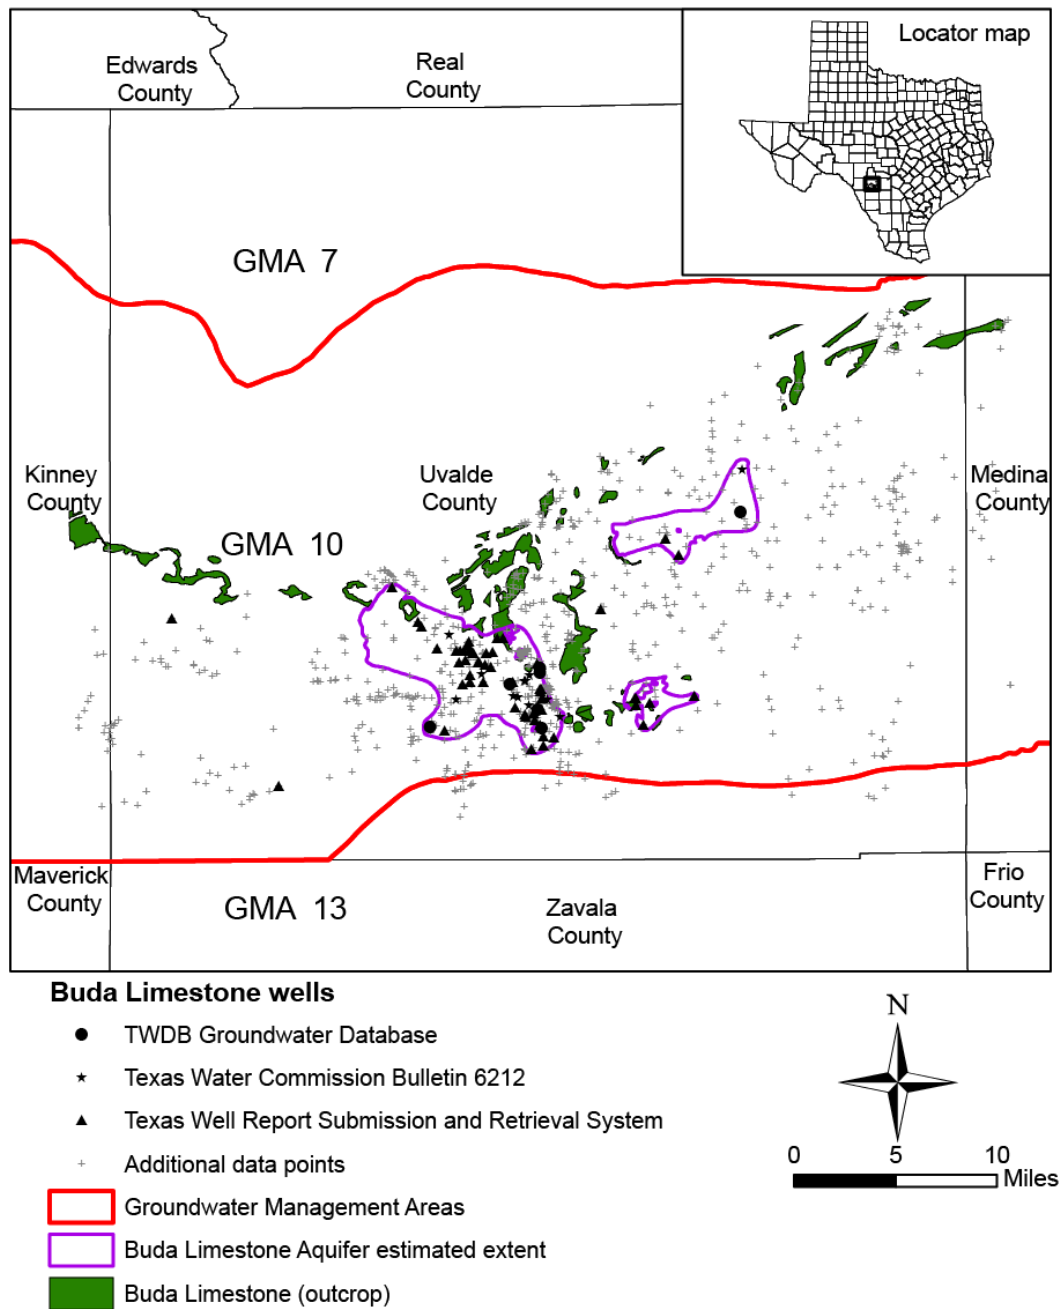 Locator map
Edwards
County
Real
County
GMA 7
Kinney
County
Uvalde
County
Medina
County
GMA 10
Maverick
County
GMA 13
Zavala
County
Frio
County
Buda Limestone wells
TWDB Groundwater Database
Texas Water Commission Bulletin 6212
Texas Well Report Submission and Retrieval System
Additional data points
Groundwater Management Areas
Buda Limestone Aquifer estimated extent
Buda Limestone (outcrop)
N
0 5 10
Miles